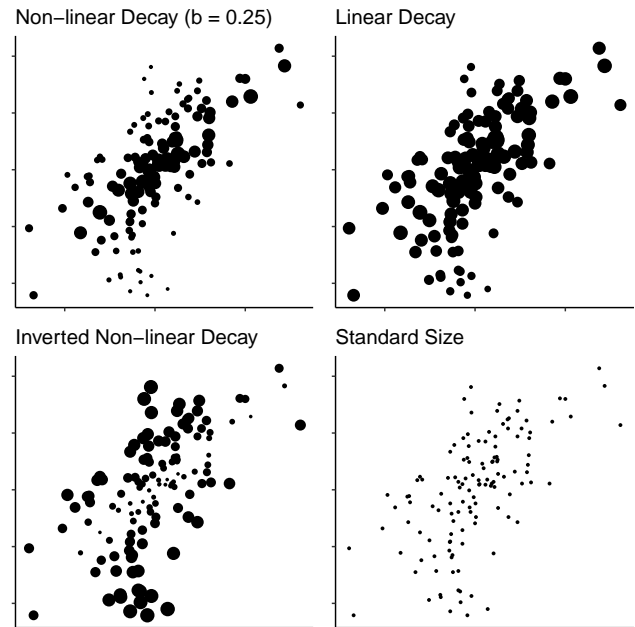 Non−linear Decay (b = 0.25)
Linear Decay
Inverted Non−linear Decay
Standard Size